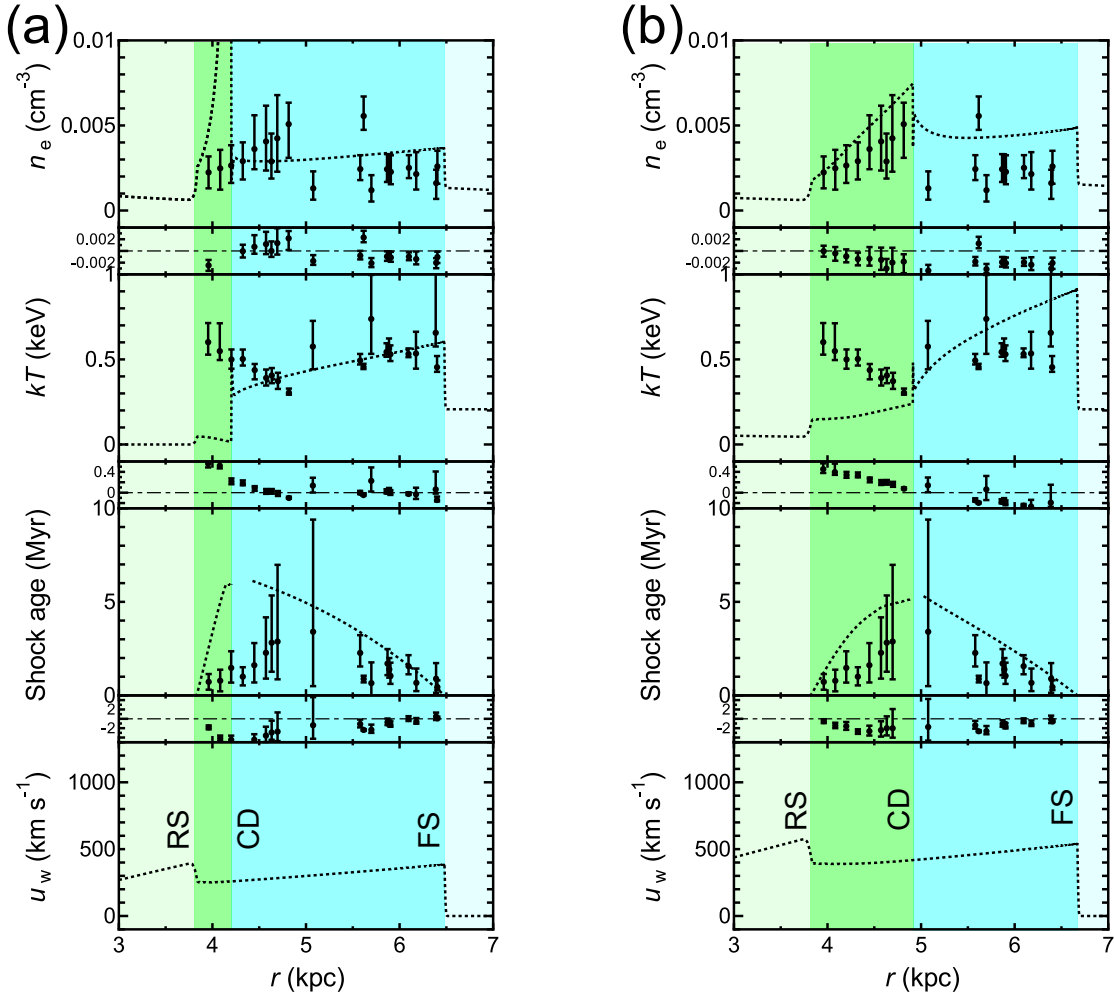 (a)
0.01
0.005
0
n_e (cm⁻³)
0.002
-0.002
1
0.5
0
kT (keV)
0.4
0
10
5
0
Shock age (Myr)
2
-2
1000
500
0
u_w (km s⁻¹)
RS
CD
FS
3 4 5 6 7
r (kpc)
(b)
0.01
0.005
0
n_e (cm⁻³)
0.002
-0.002
1
0.5
0
kT (keV)
0.4
0
10
5
0
Shock age (Myr)
2
-2
1000
500
0
u_w (km s⁻¹)
RS
CD
FS
3 4 5 6 7
r (kpc)